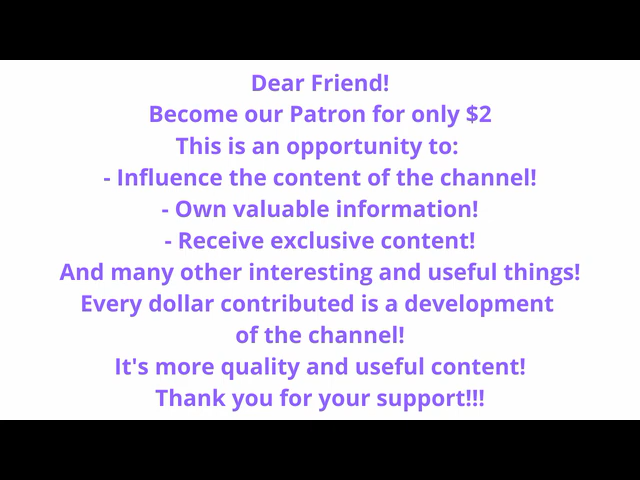 Dear Friend!
Become our Patron for only $2
This is an opportunity to:
- Influence the content of the channel!
- Own valuable information!
- Receive exclusive content!
And many other interesting and useful things!
Every dollar contributed is a development
of the channel!
It's more quality and useful content!
Thank you for your support!!!